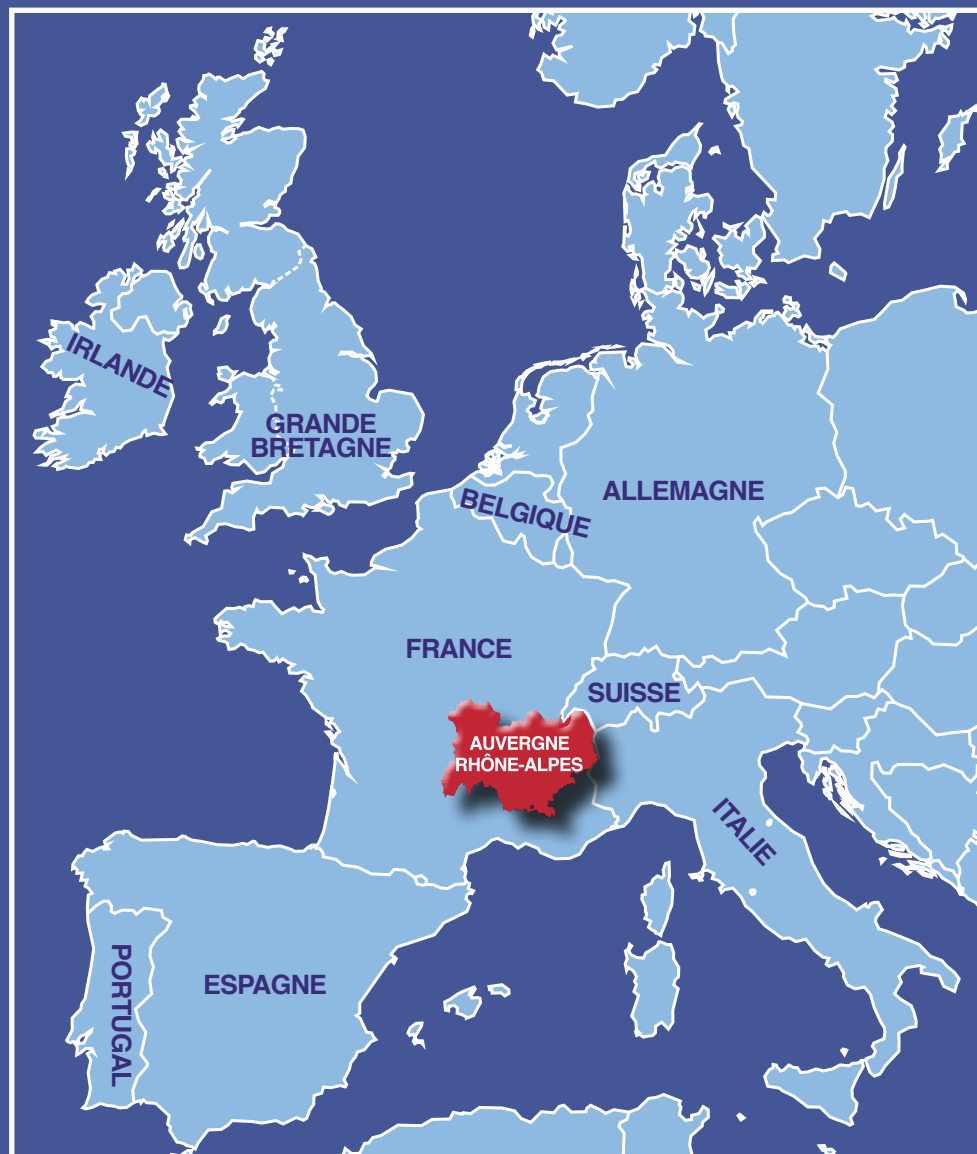 IRLANDE
GRANDE
BRETAGNE
BELGIQUE
ALLEMAGNE
FRANCE
SUISSE
AUVERGNE
RHÔNE-ALPES
ITALIE
PORTUGAL
ESPAGNE